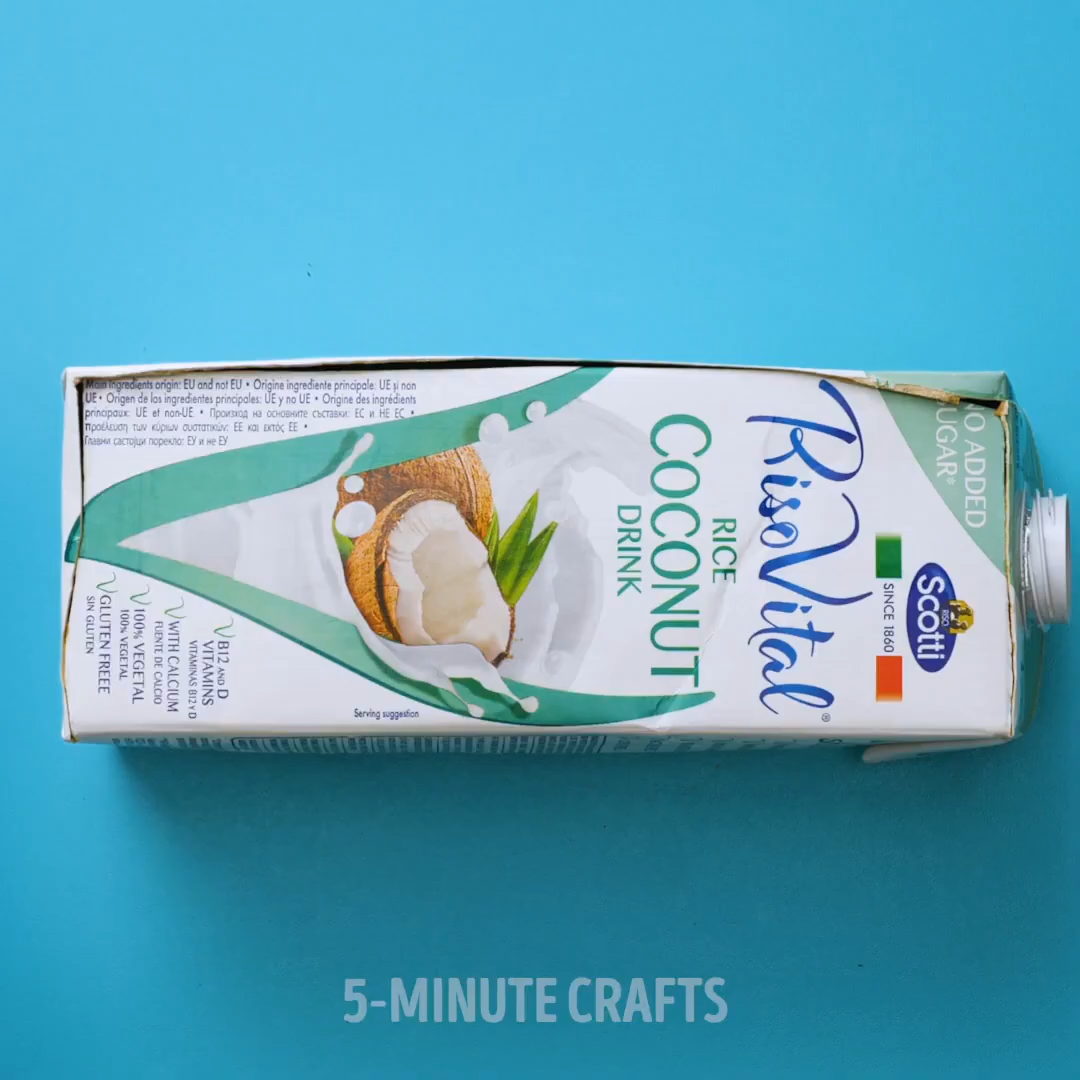 Main ingredients origin: EU and not EU • Origine ingrediente principale: UE și non
UE • Origen de los ingredientes principales: UE y no UE • Origine des ingrédients
principaux: UE et non-UE • Произход на основните съставки: ЕС и НЕ ЕС •
προέλευση των κύριων συστατικών: ΕΕ και εκτός ΕΕ •
Главни састојци порекло: ЕУ и не ЕУ
NO ADDED
SUGAR*
Riso
Scotti
SINCE 1860
RisoVital®
RICE
COCONUT
DRINK
B12 AND D
VITAMINS
VITAMINAS B12 Y D
WITH CALCIUM
FUENTE DE CALCIO
100% VEGETAL
100% VEGETAL
GLUTEN FREE
SIN GLUTEN
Serving suggestion
5-MINUTE CRAFTS